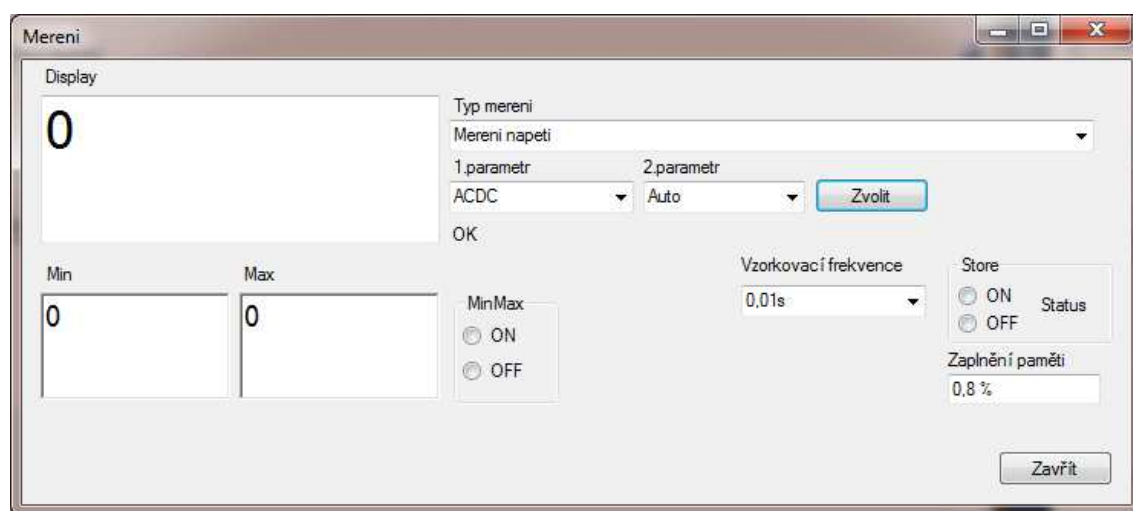 Mereni
Display
0
Typ mereni
Mereni napeti
1.parametr
2.parametr
ACDC
Auto
Zvolit
OK
Min
Max
0
0
MinMax
ON
OFF
Vzorkovací frekvence
0,01s
Store
ON
OFF
Status
Zaplnění paměti
0,8 %
Zavřít